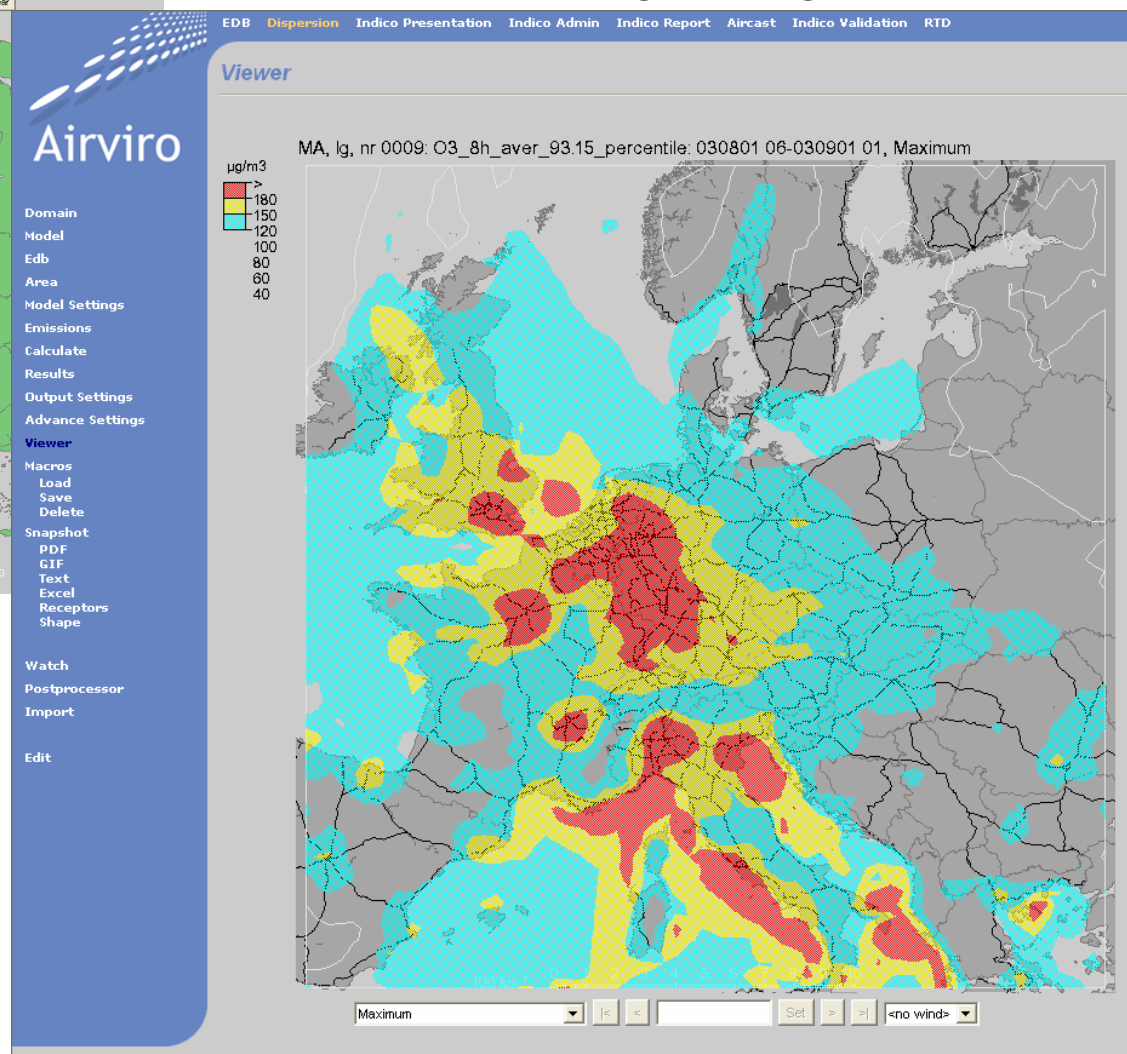 EDB Dispersion Indico Presentation Indico Admin Indico Report Aircast Indico Validation RTD
Viewer
Airviro
MA, lg, nr 0009: O3_8h_aver_93.15_percentile: 030801 06-030901 01, Maximum
µg/m3
>
180
150
120
100
80
60
40
Domain
Model
Edb
Area
Model Settings
Emissions
Calculate
Results
Output Settings
Advance Settings
Viewer
Macros
Load
Save
Delete
Snapshot
PDF
GIF
Text
Excel
Receptors
Shape
Watch
Postprocessor
Import
Edit
Maximum |< < Set > >| <no wind>